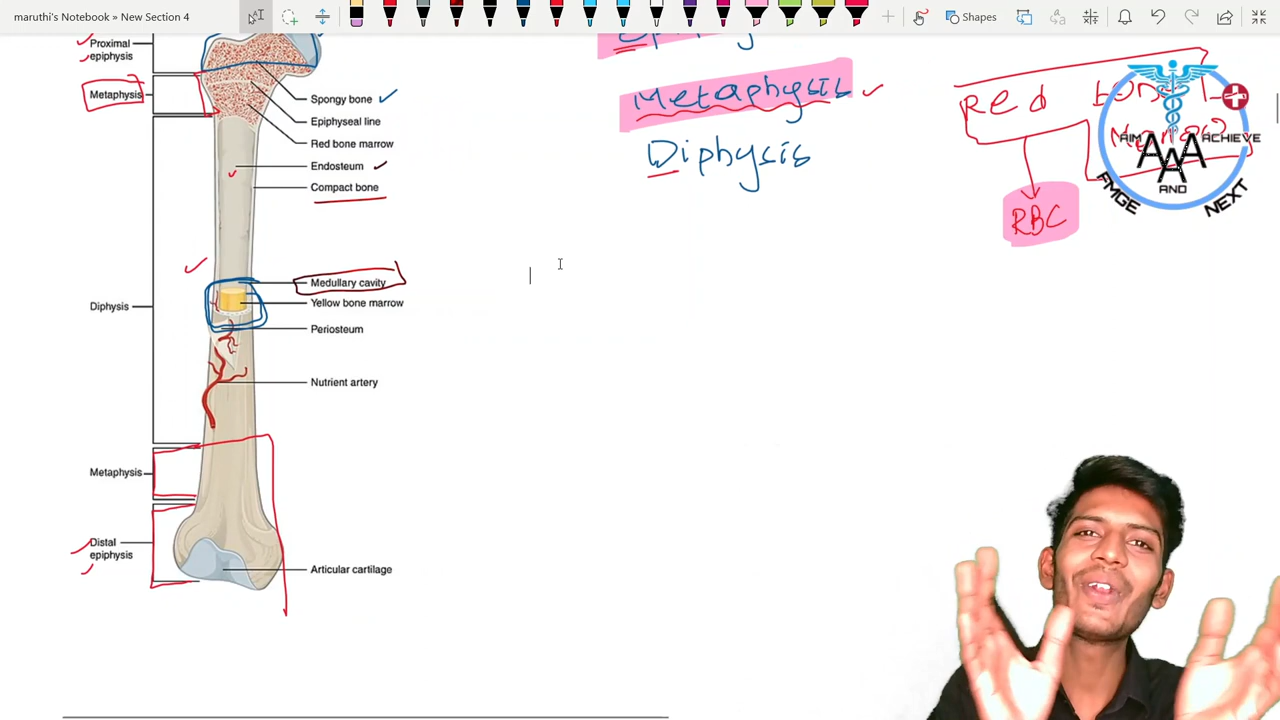 maruthi's Notebook » New Section 4
Shapes
Proximal
epiphysis
Metaphysis
Spongy bone
Epiphyseal line
Red bone marrow
Endosteum
Compact bone
Medullary cavity
Yellow bone marrow
Periosteum
Diphysis
Nutrient artery
Metaphysis
Distal
epiphysis
Articular cartilage
Metaphysis
Diphysis
Red
RBC
AIM ACHIEVE
AAA
AND
FMGE NEXT